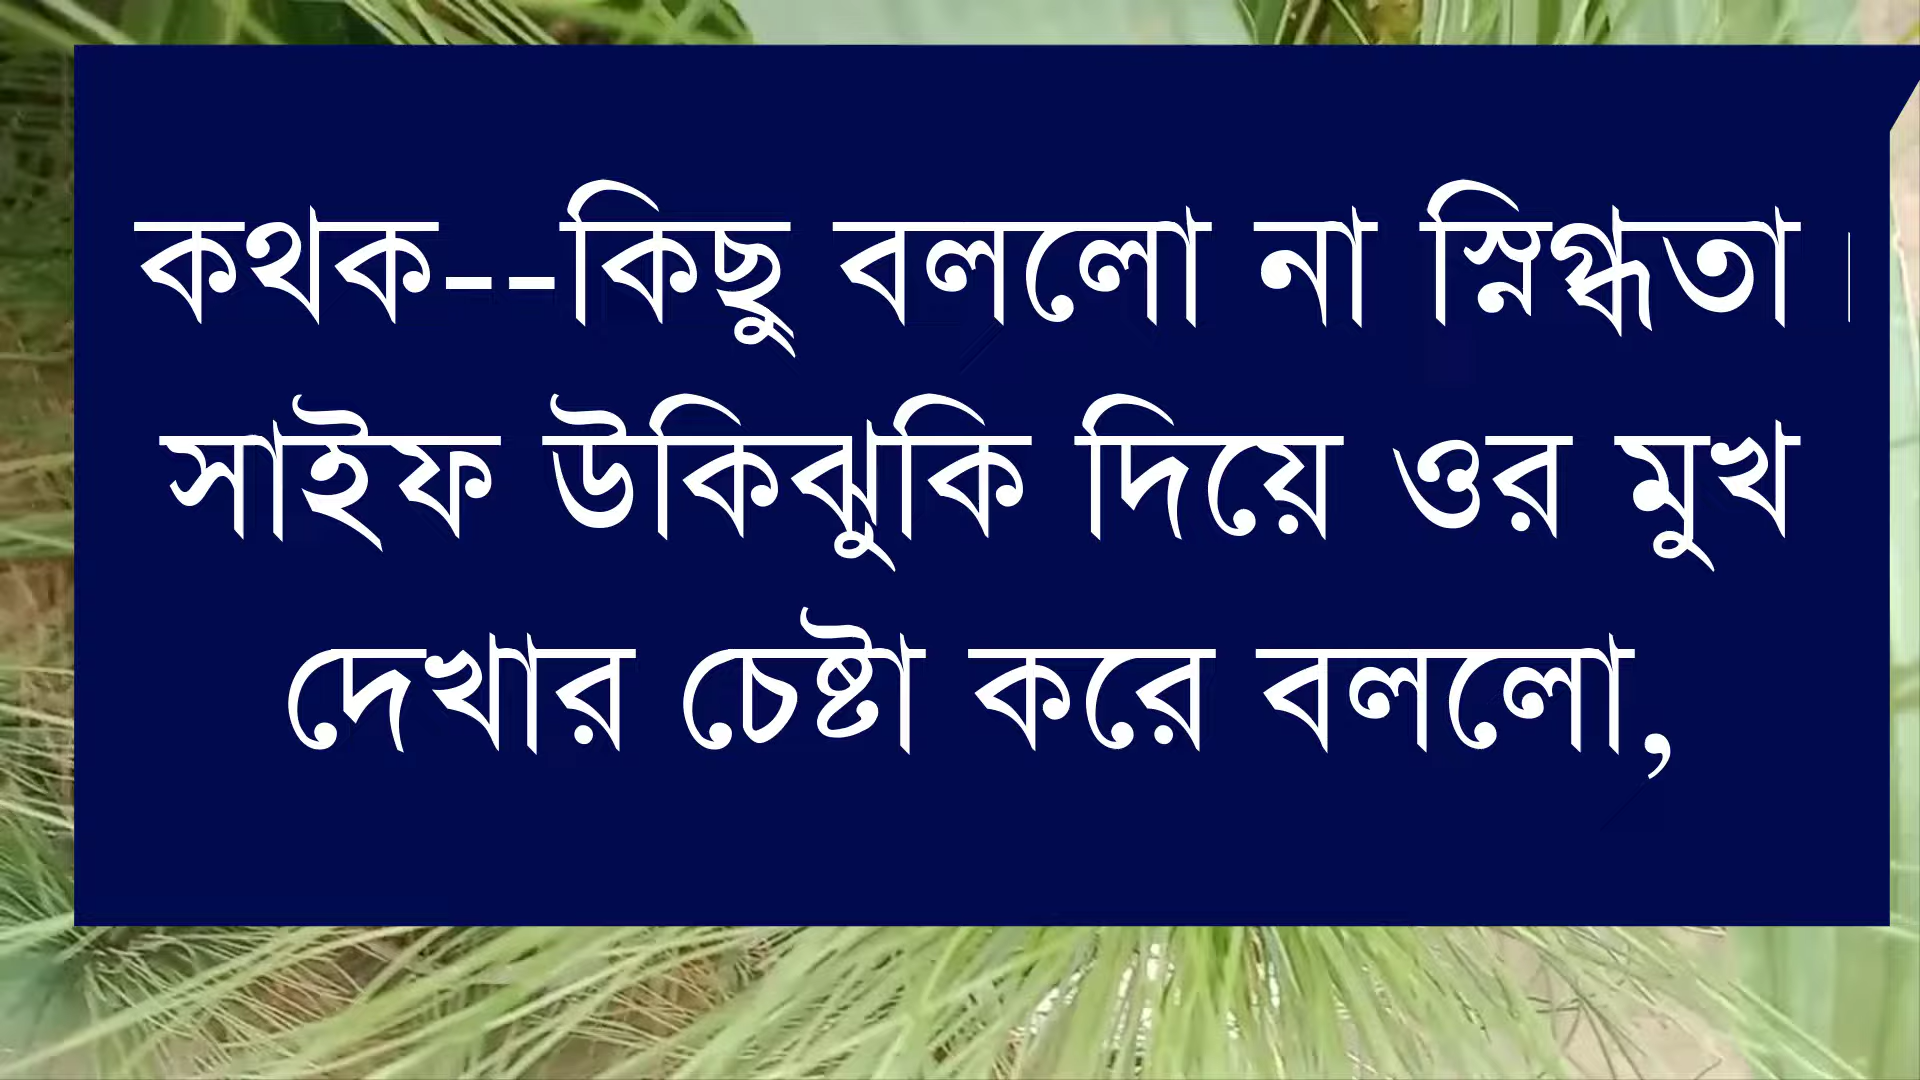 কথক--কিছু বললো না স্নিগ্ধতা।
সাইফ উকিঝুকি দিয়ে ওর মুখ
দেখার চেষ্টা করে বললো,